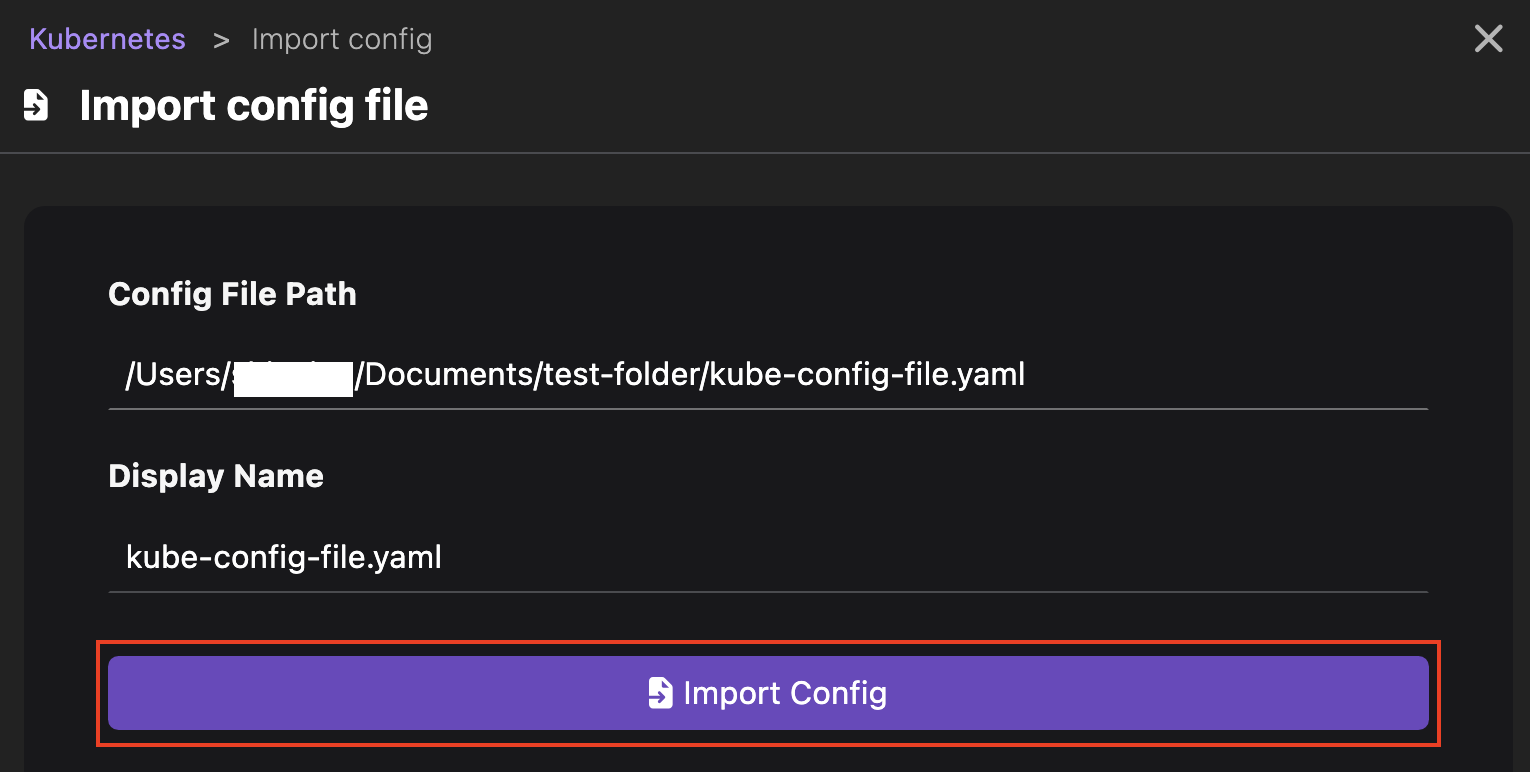 Kubernetes > Import config
Import config file
Config File Path
/Users/ /Documents/test-folder/kube-config-file.yaml
Display Name
kube-config-file.yaml
Import Config